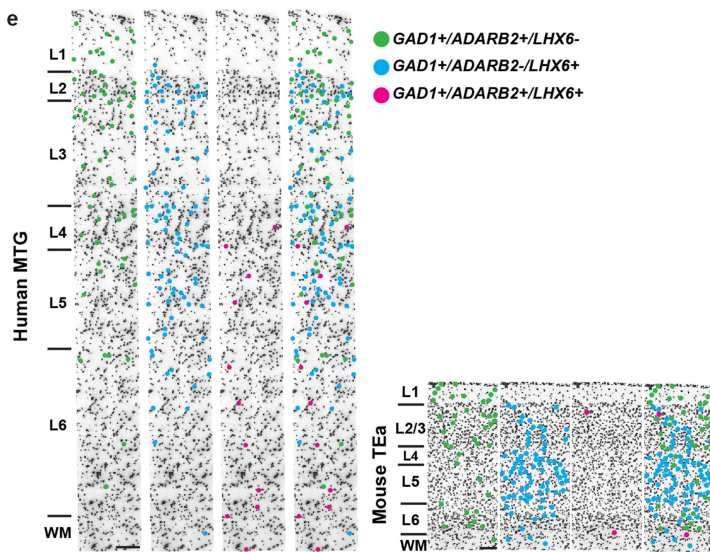 e
GAD1+/ADARB2+/LHX6-
GAD1+/ADARB2-/LHX6+
GAD1+/ADARB2+/LHX6+
Human MTG
L1
L2
L3
L4
L5
L6
WM
Mouse TEa
L1
L2/3
L4
L5
L6
WM